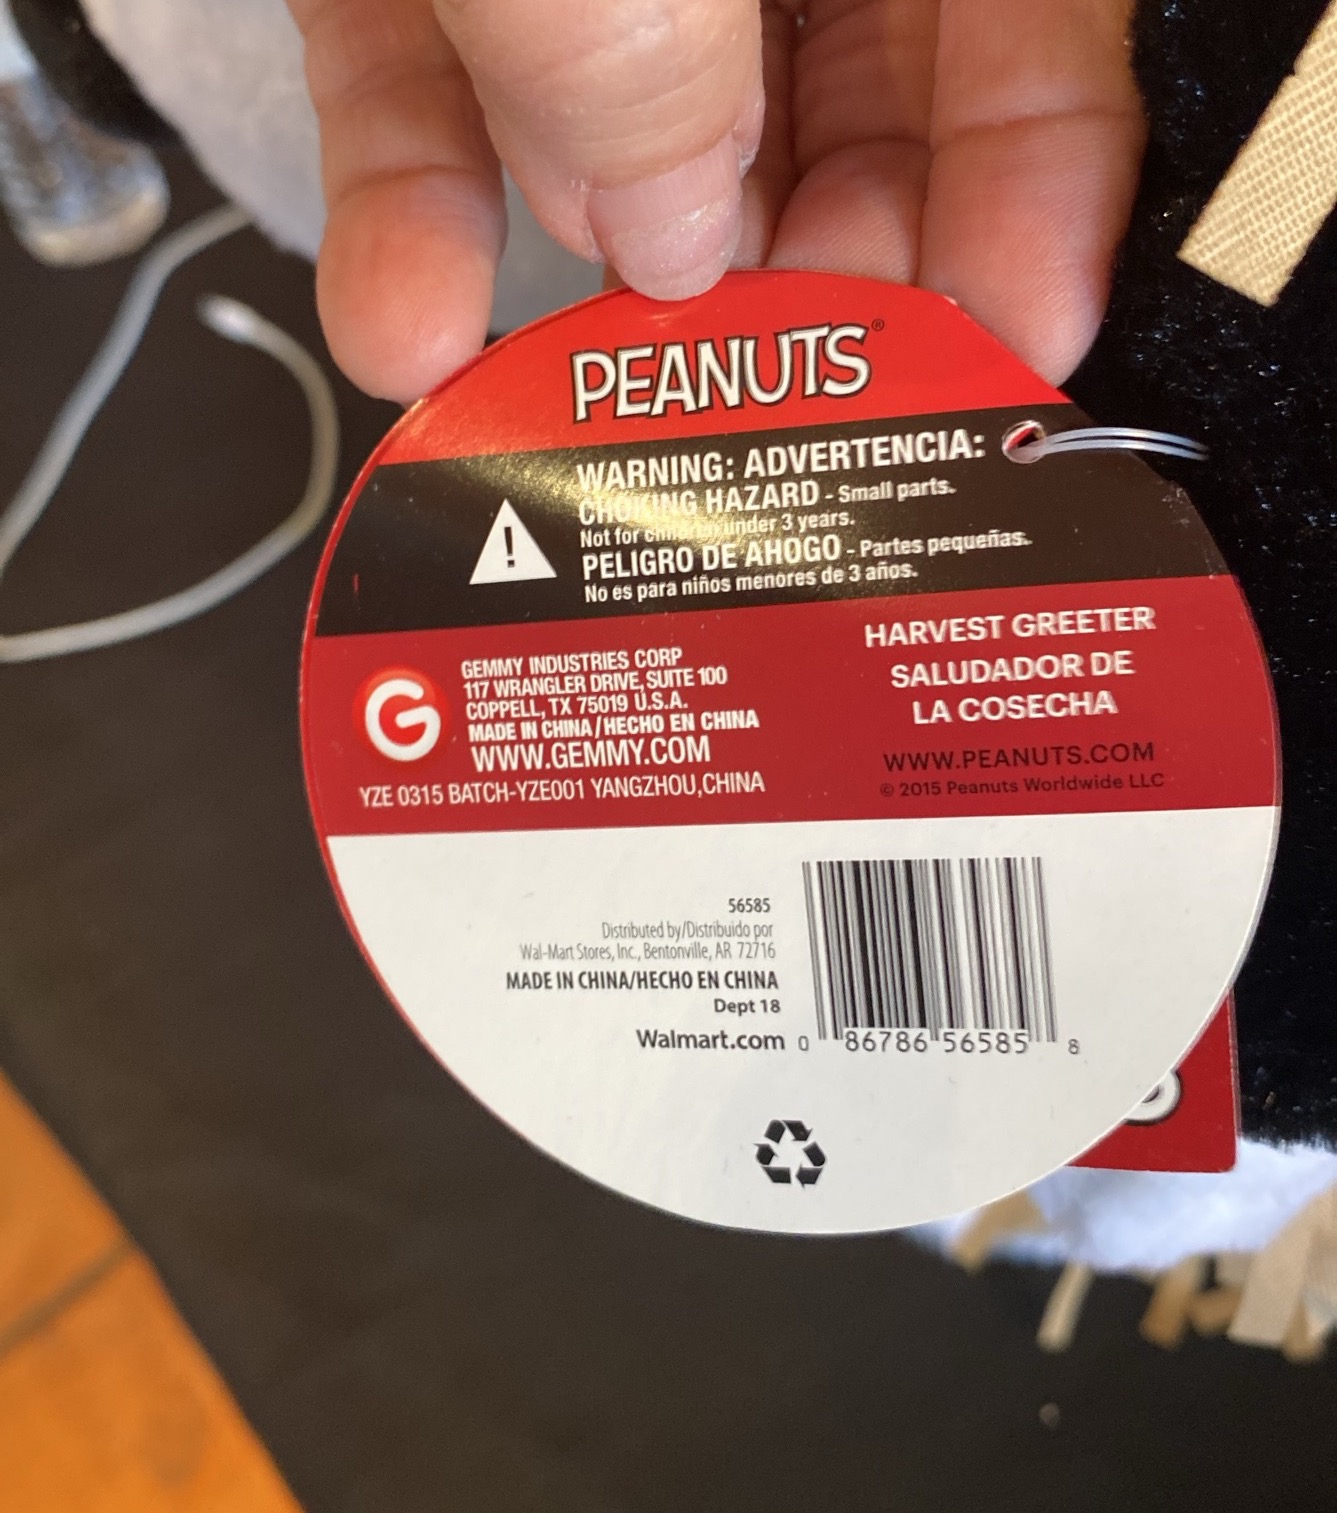 PEANUTS®
WARNING: ADVERTENCIA:
CHOKING HAZARD - Small parts.
Not for children under 3 years.
PELIGRO DE AHOGO - Partes pequeñas.
No es para niños menores de 3 años.
!
G
GEMMY INDUSTRIES CORP
117 WRANGLER DRIVE, SUITE 100
COPPELL, TX 75019 U.S.A.
MADE IN CHINA/HECHO EN CHINA
WWW.GEMMY.COM
YZE 0315 BATCH-YZE001 YANGZHOU,CHINA
HARVEST GREETER
SALUDADOR DE
LA COSECHA
WWW.PEANUTS.COM
© 2015 Peanuts Worldwide LLC
56585
Distributed by/Distribuido por
Wal-Mart Stores, Inc., Bentonville, AR 72716
MADE IN CHINA/HECHO EN CHINA
Dept 18
Walmart.com
0 86786 56585 8